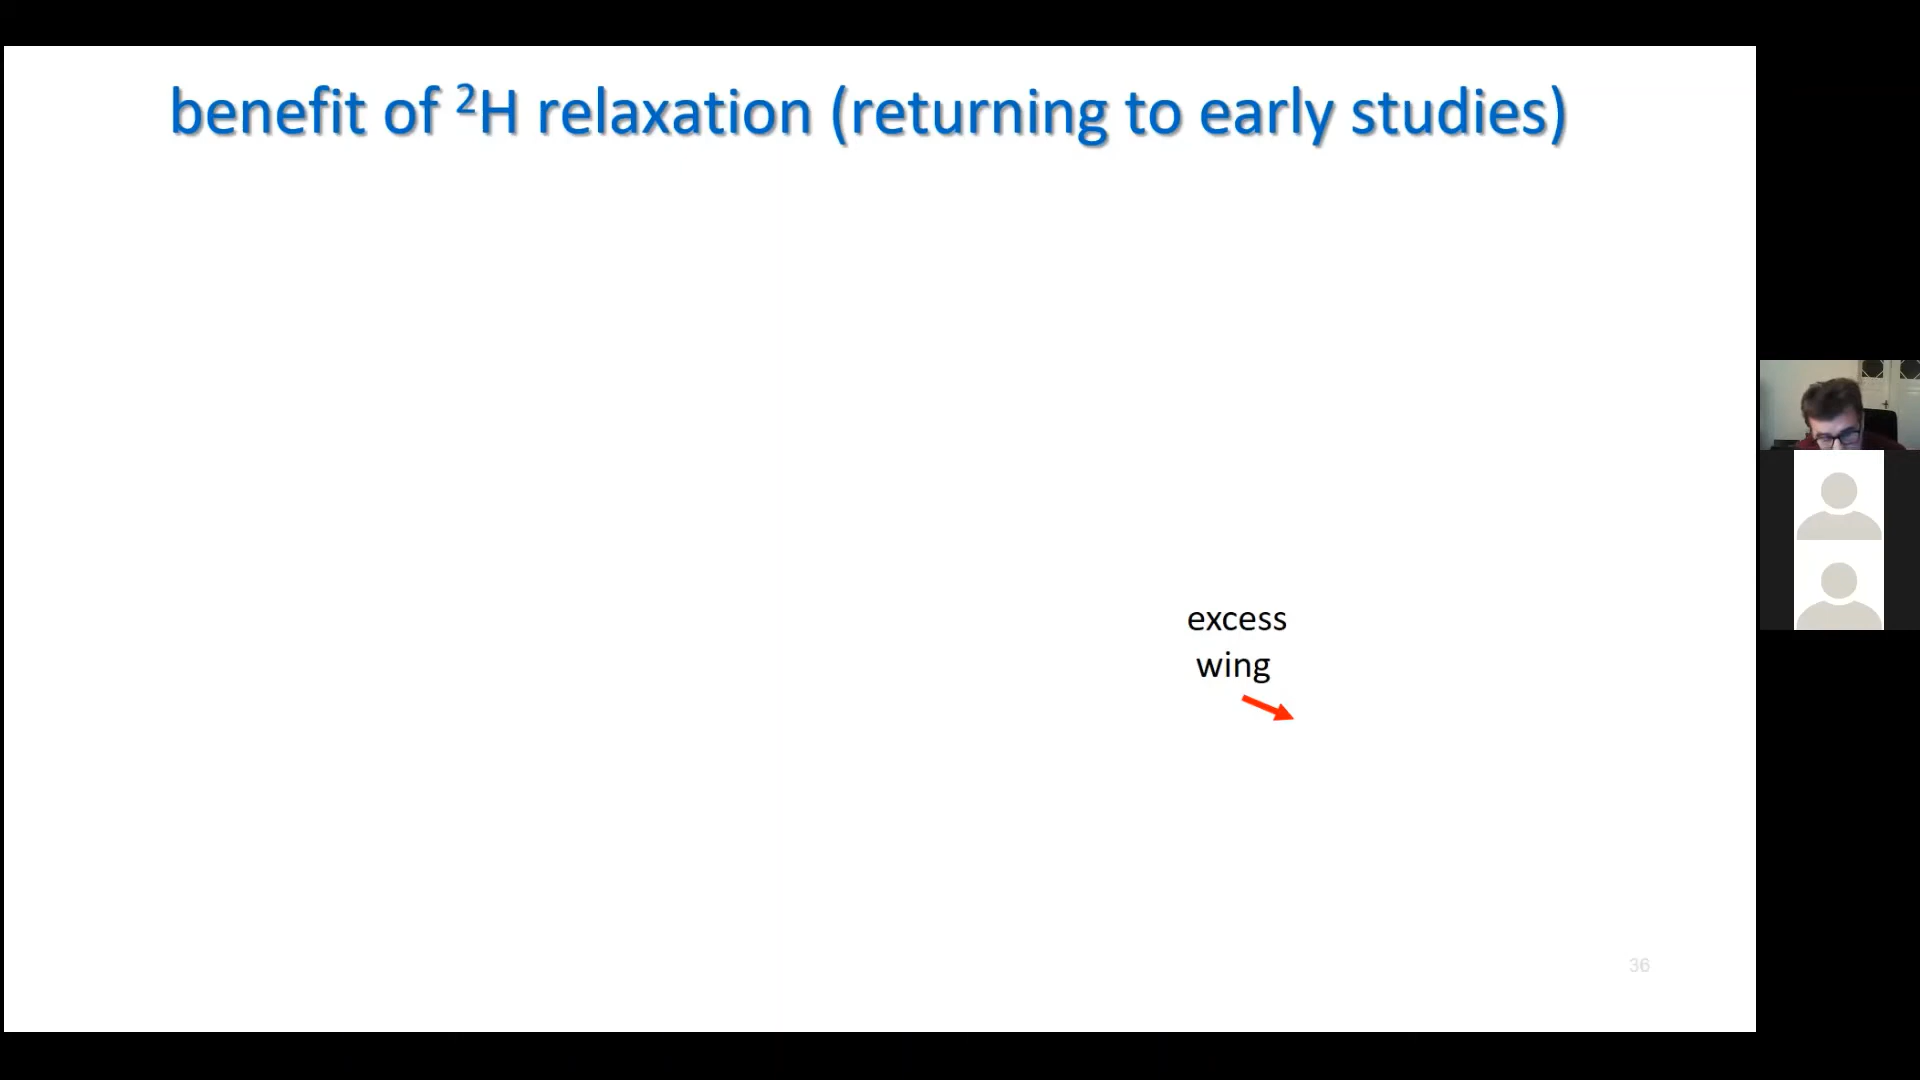 benefit of ²H relaxation (returning to early studies)
excess
wing
36